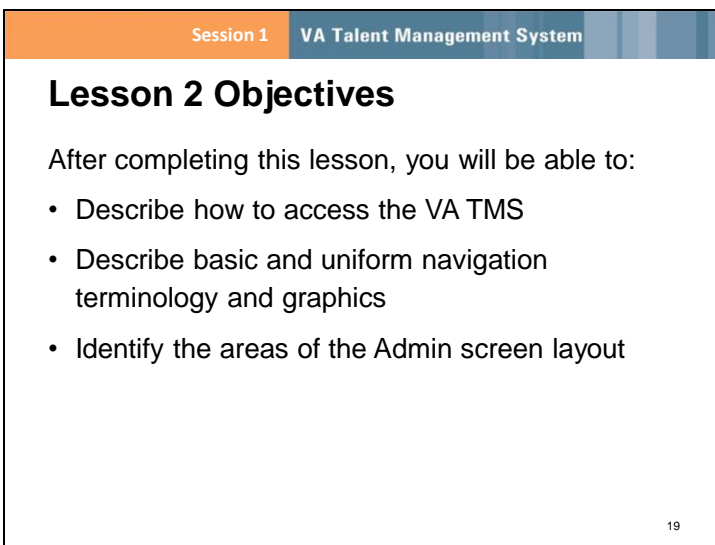 Session 1 VA Talent Management System
Lesson 2 Objectives
After completing this lesson, you will be able to:
• Describe how to access the VA TMS
• Describe basic and uniform navigation
terminology and graphics
• Identify the areas of the Admin screen layout
19